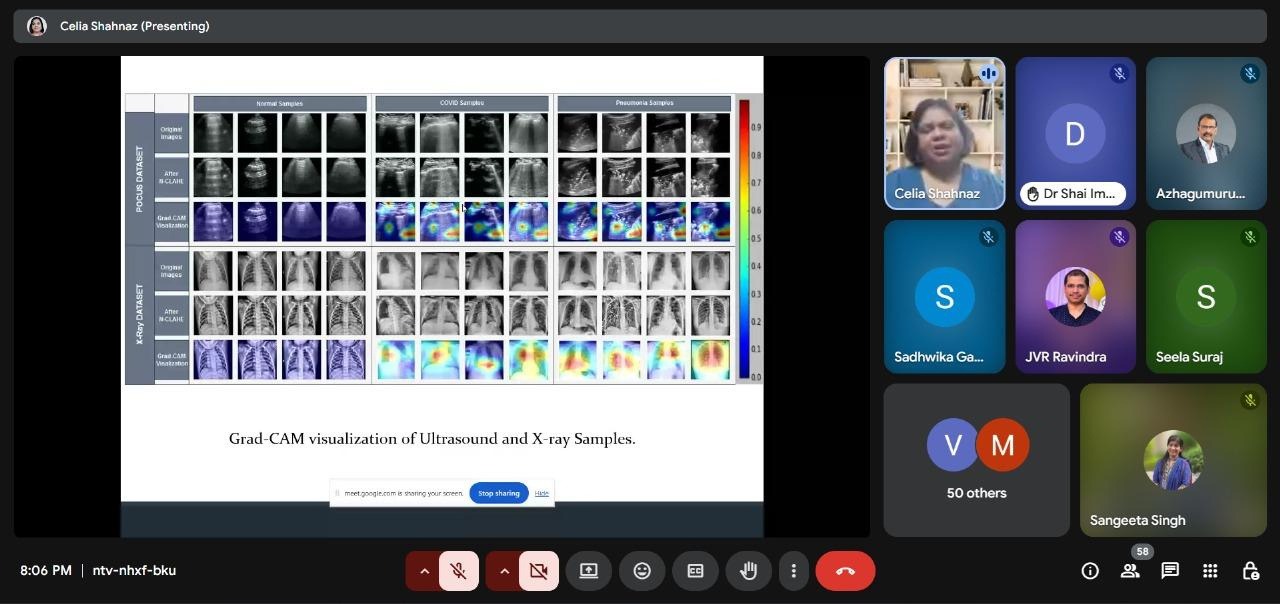 Celia Shahnaz (Presenting)
Normal Samples
COVID Samples
Pneumonia Samples
POCUS DATASET
Original
Images
After
N-CLAHE
Grad-CAM
Visualization
X-Ray DATASET
Original
Images
After
N-CLAHE
Grad-CAM
Visualization
0.9
0.8
0.7
0.6
0.5
0.4
0.3
0.2
0.1
0.0
Grad-CAM visualization of Ultrasound and X-ray Samples.
meet.google.com is sharing your screen.
Stop sharing
Hide
Celia Shahnaz
D
Dr Shai Im...
Azhagumuru...
S
Sadhwika Ga...
JVR Ravindra
S
Seela Suraj
V
M
50 others
Sangeeta Singh
8:06 PM | ntv-nhxf-bku
CC
58